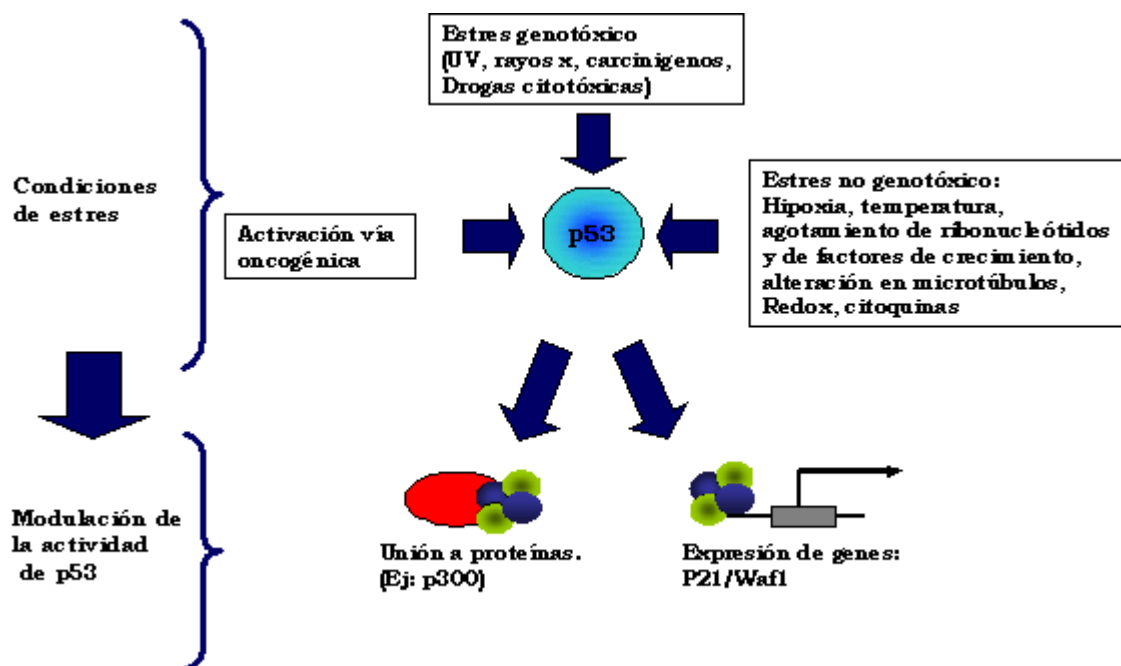 Estres genotóxico
(UV, rayos x, carcinigenos,
Drogas citotóxicas)
Condiciones
de estres
Activación vía
oncogénica
p53
Estres no genotóxico:
Hipoxia, temperatura,
agotamiento de ribonucleótidos
y de factores de crecimiento,
alteración en microtúbulos,
Redox, citoquinas
Modulación de
la actividad
de p53
Unión a proteínas.
(Ej: p300)
Expresión de genes:
P21/Waf1